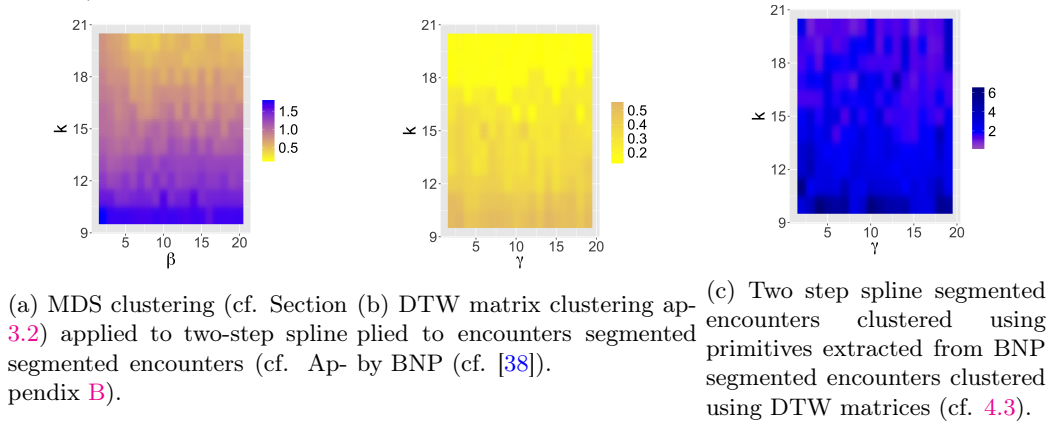 21
18
15
12
9
k
5
10
15
20
β
1.5
1.0
0.5
21
18
15
12
9
k
5
10
15
20
γ
0.5
0.4
0.3
0.2
21
18
15
12
9
k
5
10
15
20
γ
6
4
2
(a) MDS clustering (cf. Section
3.2) applied to two-step spline
segmented encounters (cf. Ap-
pendix B).
(b) DTW matrix clustering ap-
plied to encounters segmented
by BNP (cf. [38]).
(c) Two step spline segmented
encounters clustered using
primitives extracted from BNP
segmented encounters clustered
using DTW matrices (cf. 4.3).